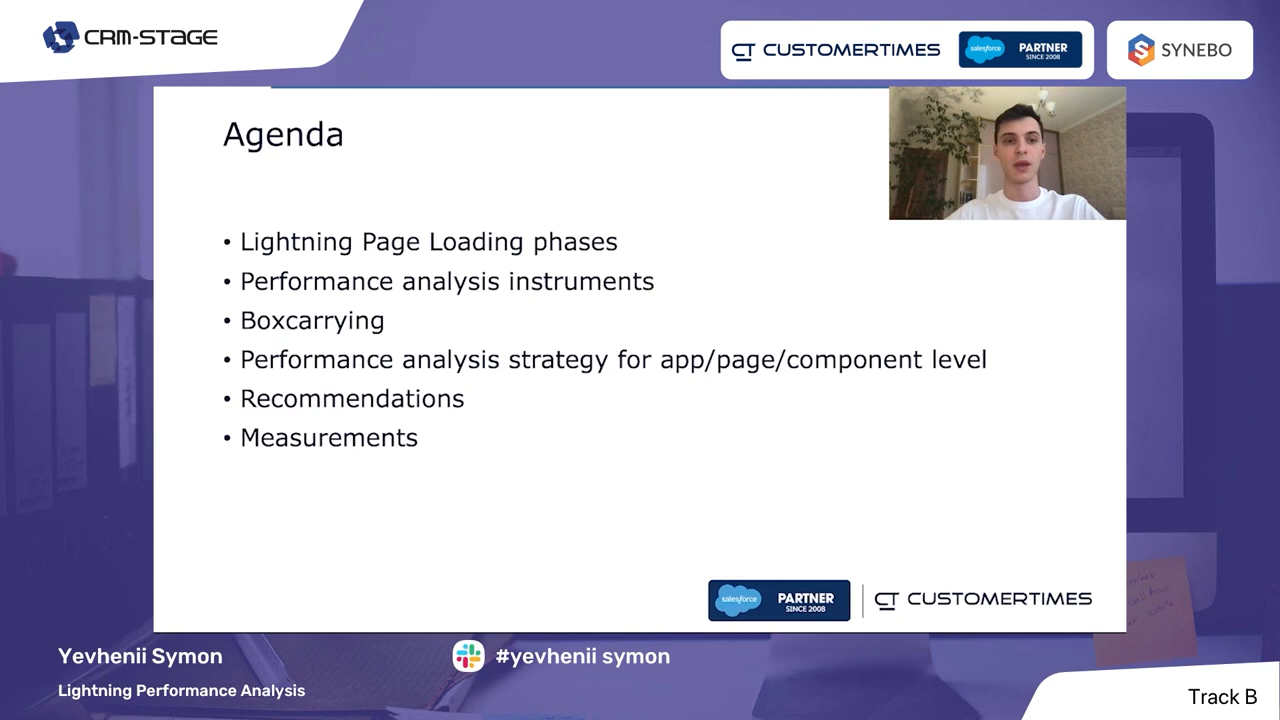 CRM-STAGE
CT CUSTOMERTIMES
salesforce
PARTNER
SINCE 2008
SYNEBO
Agenda
• Lightning Page Loading phases
• Performance analysis instruments
• Boxcarrying
• Performance analysis strategy for app/page/component level
• Recommendations
• Measurements
salesforce
PARTNER
SINCE 2008
CT CUSTOMERTIMES
Yevhenii Symon
#yevhenii symon
Lightning Performance Analysis
Track B